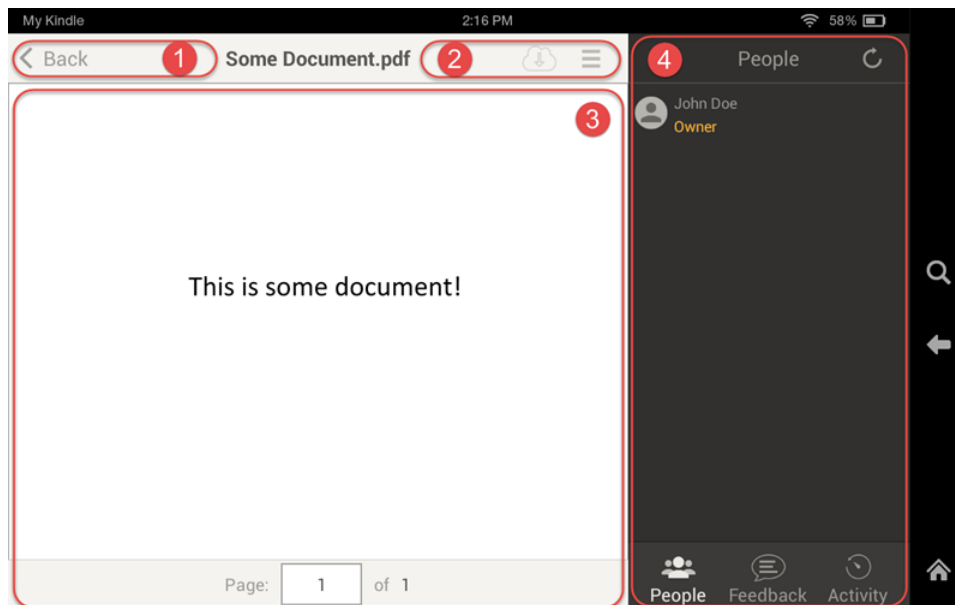 My Kindle 2:16 PM 58%
Back 1 Some Document.pdf 2 4 People
3
John Doe
Owner
This is some document!
Page: 1 of 1
People Feedback Activity